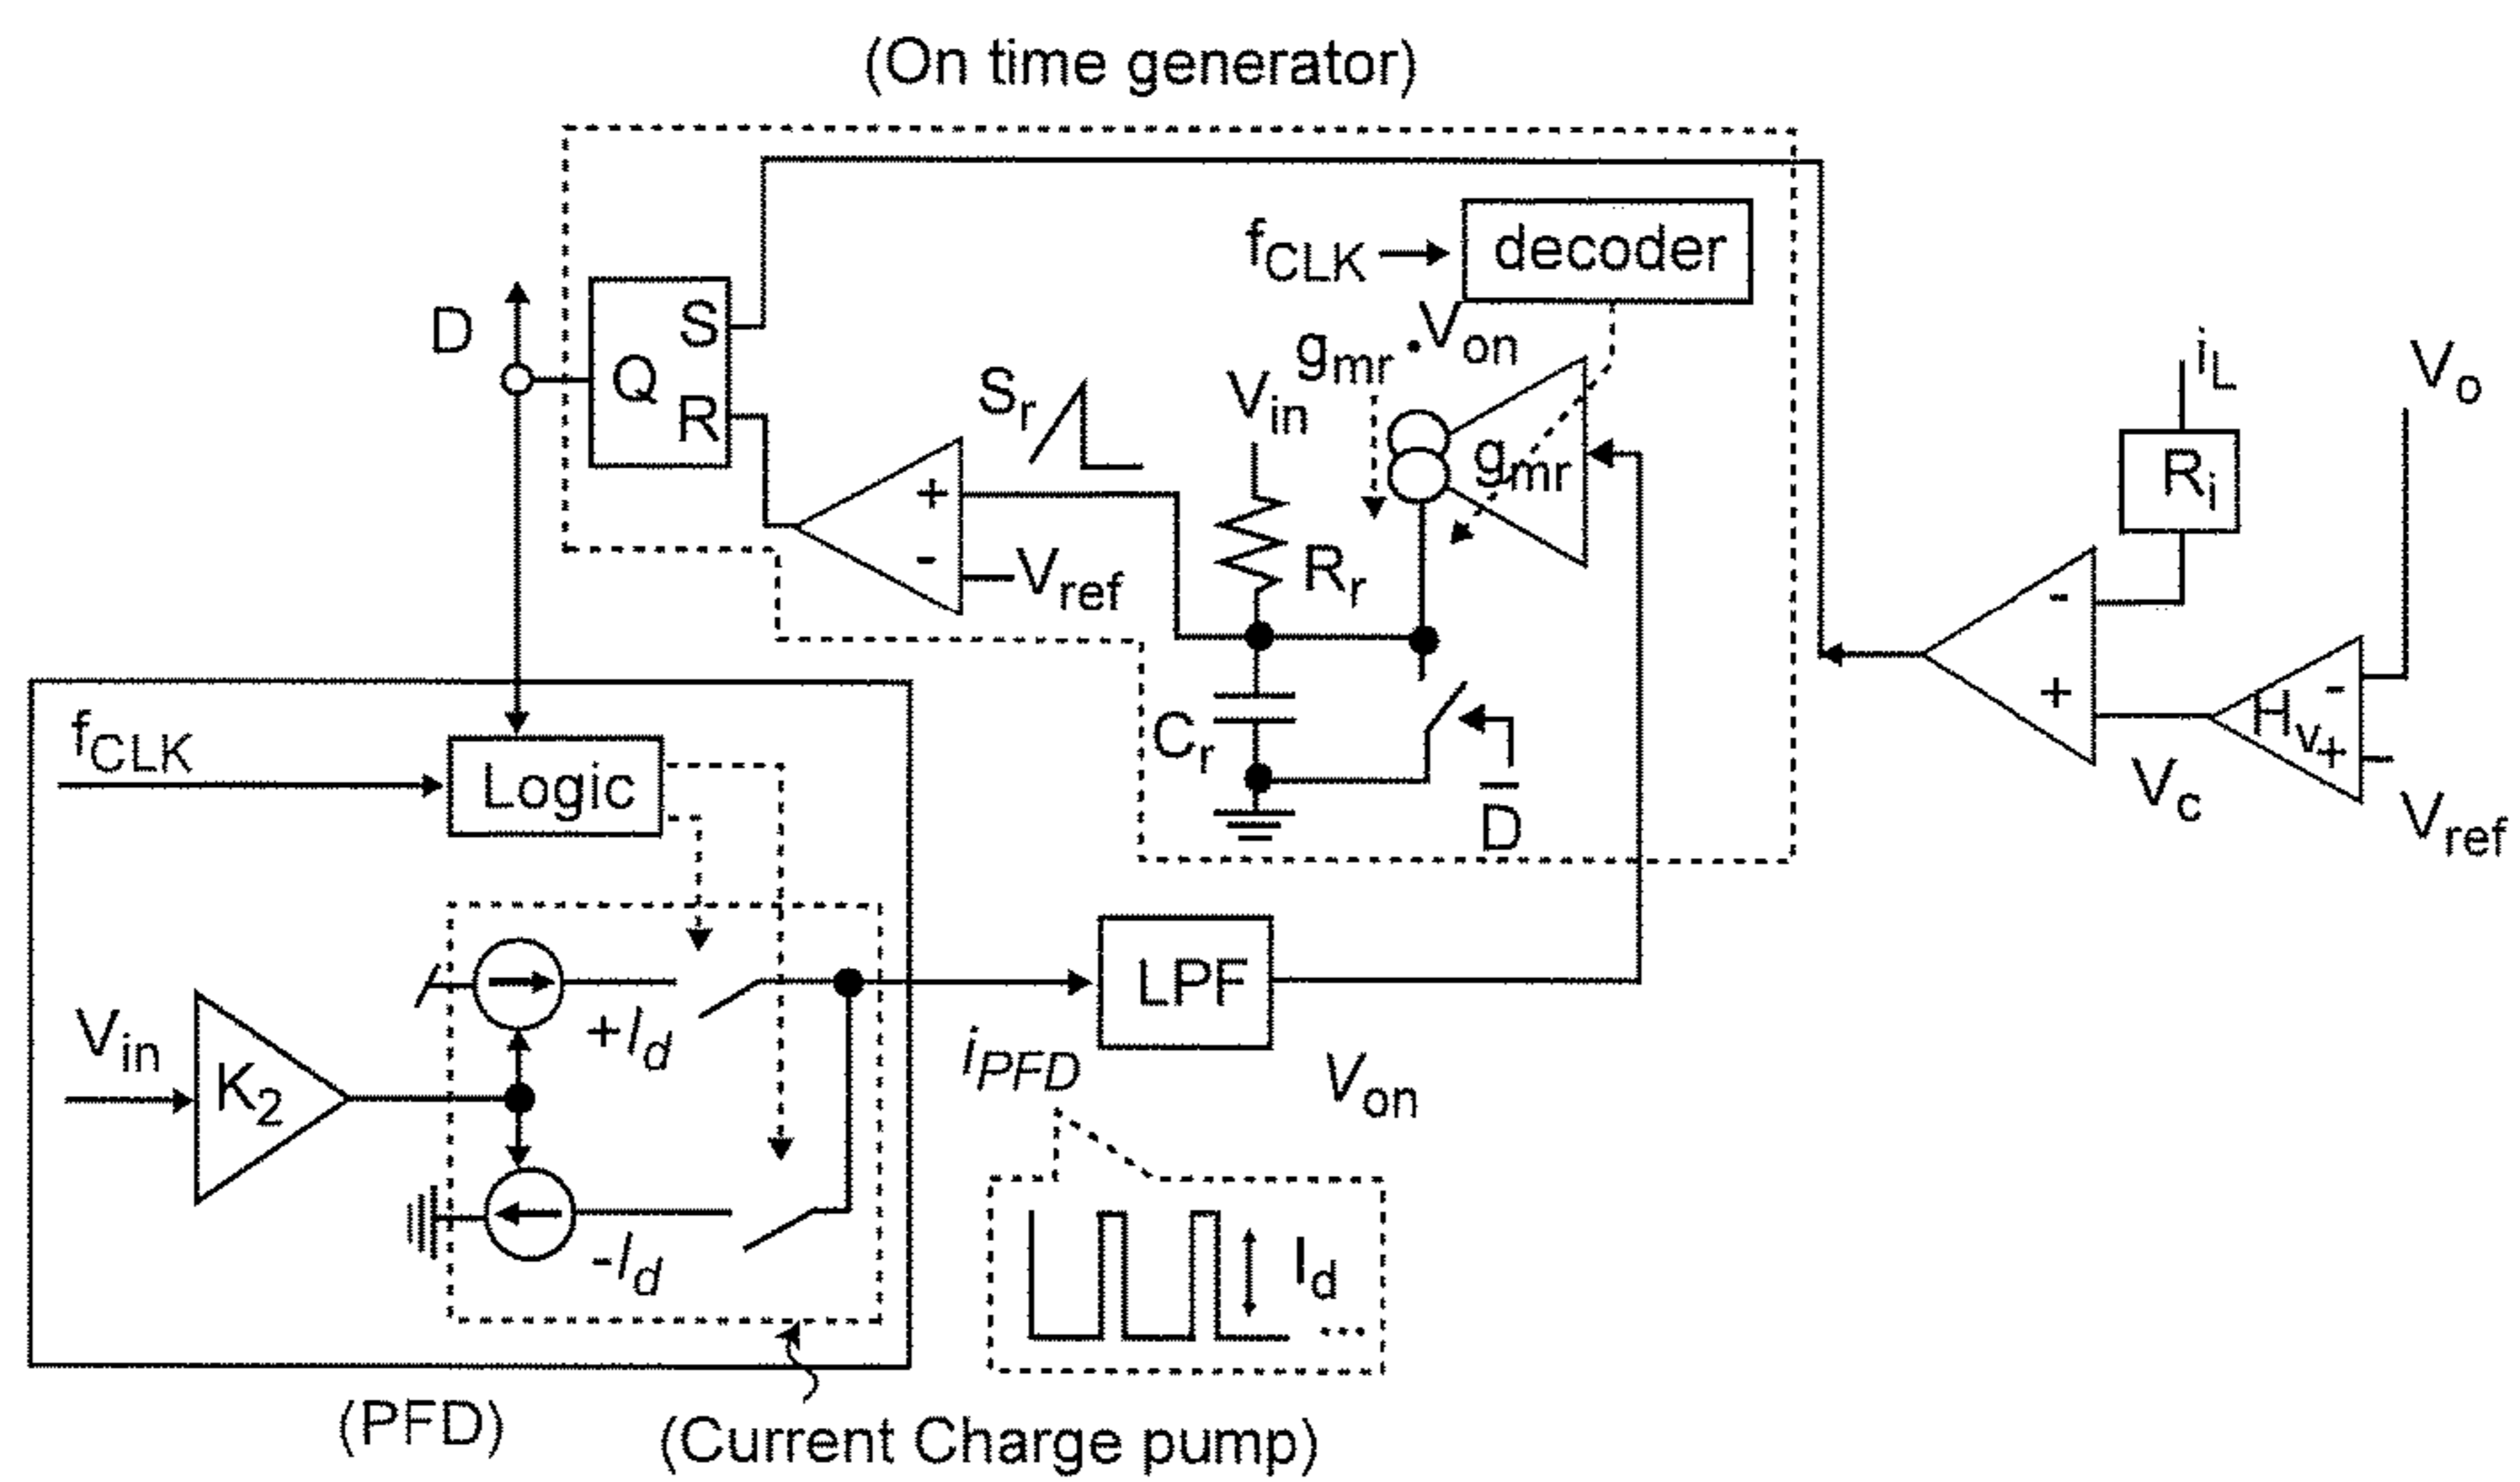 (On time generator)
f_CLK
decoder
g_mr · V_on
D
S
Q
R
S_r
V_in
g_mr
i_L
V_o
R_i
+
-
V_ref
R_r
-
+
C_r
D̅
V_c
H_v
-
+
V_ref
f_CLK
Logic
V_in
K_2
+I_d
-I_d
LPF
i_PFD
V_on
I_d
(PFD)
(Current Charge pump)